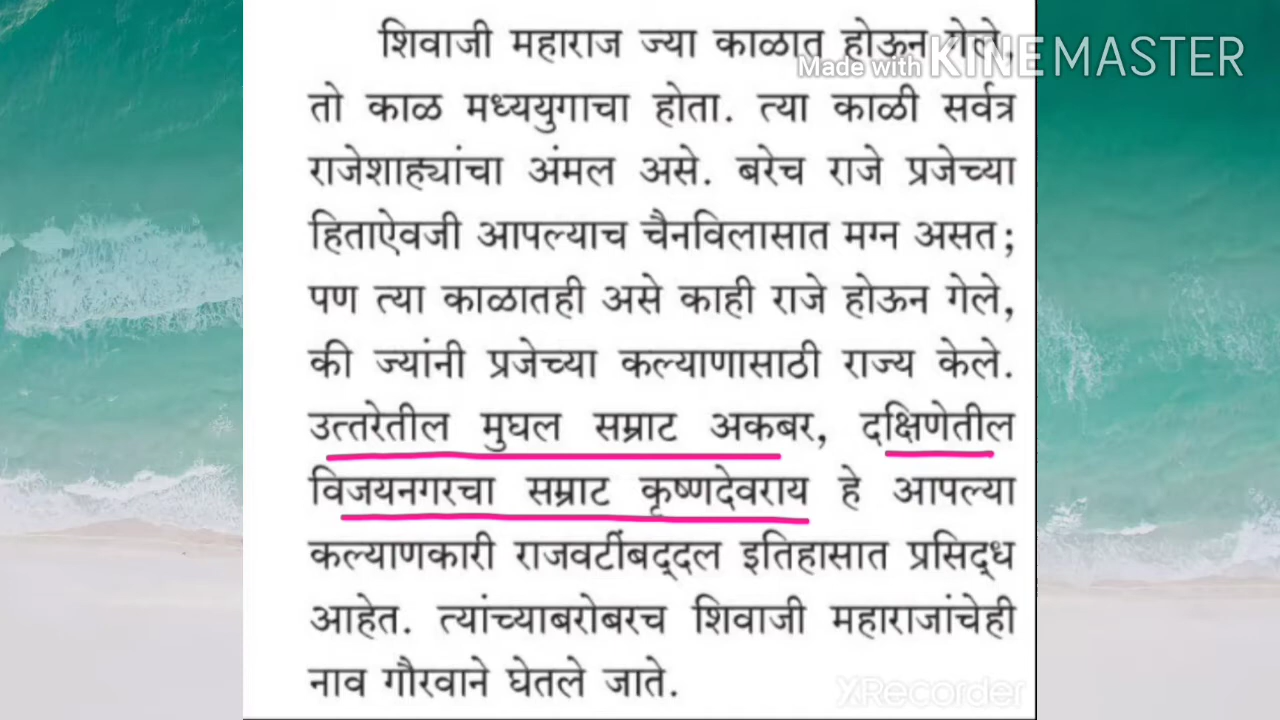 शिवाजी महाराज ज्या काळात होऊन गेले,
Made with KINEMASTER
तो काळ मध्ययुगाचा होता. त्या काळी सर्वत्र
राजेशाह्यांचा अंमल असे. बरेच राजे प्रजेच्या
हिताऐवजी आपल्याच चैनविलासात मग्न असत;
पण त्या काळातही असे काही राजे होऊन गेले,
की ज्यांनी प्रजेच्या कल्याणासाठी राज्य केले.
उत्तरेतील मुघल सम्राट अकबर, दक्षिणेतील
विजयनगरचा सम्राट कृष्णदेवराय हे आपल्या
कल्याणकारी राजवटींबद्दल इतिहासात प्रसिद्ध
आहेत. त्यांच्याबरोबरच शिवाजी महाराजांचेही
नाव गौरवाने घेतले जाते.
XRecorder